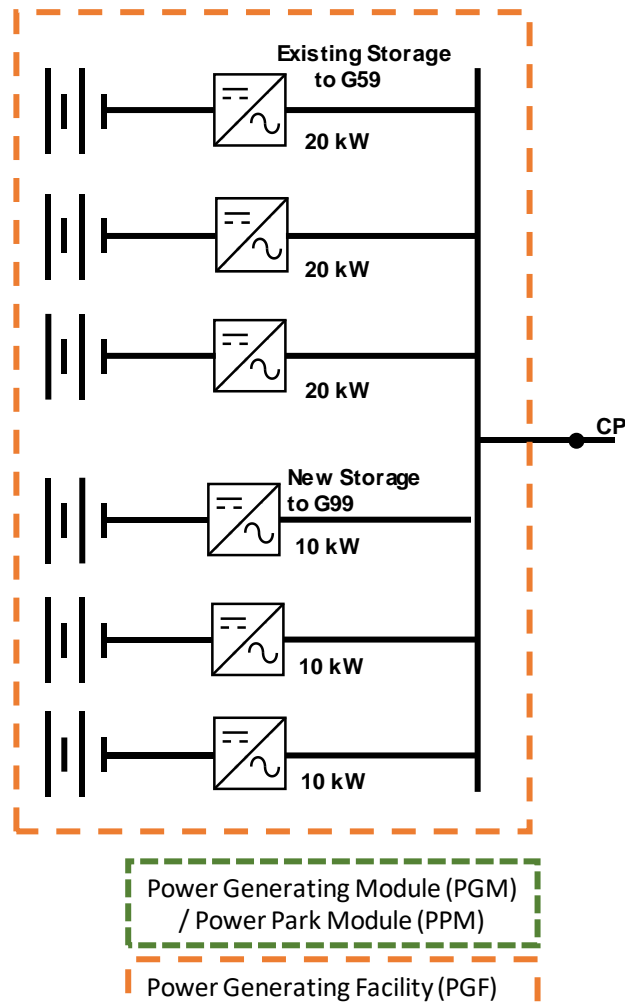 Existing Storage
to G59
20 kW
20 kW
20 kW
CP
New Storage
to G99
10 kW
10 kW
10 kW
Power Generating Module (PGM)
/ Power Park Module (PPM)
Power Generating Facility (PGF)